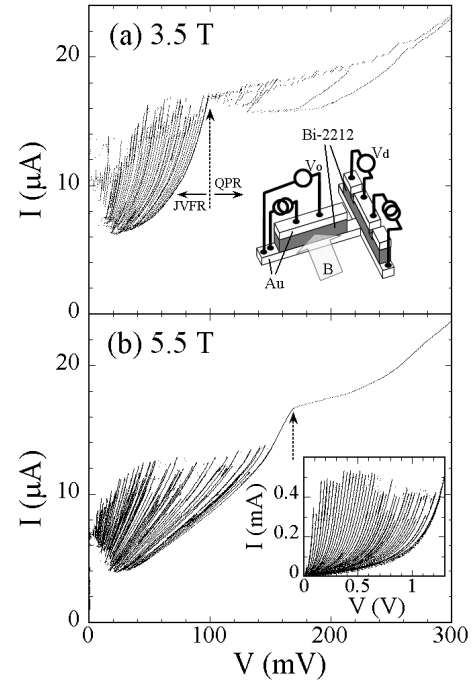 (a) 3.5 T
20
10
0
I (μA)
JVFR
QPR
Bi-2212
Vo
Vd
Au
B
(b) 5.5 T
20
10
0
I (μA)
0.4
0.2
0
I (mA)
0
0.5
1
V (V)
0
100
200
300
V (mV)